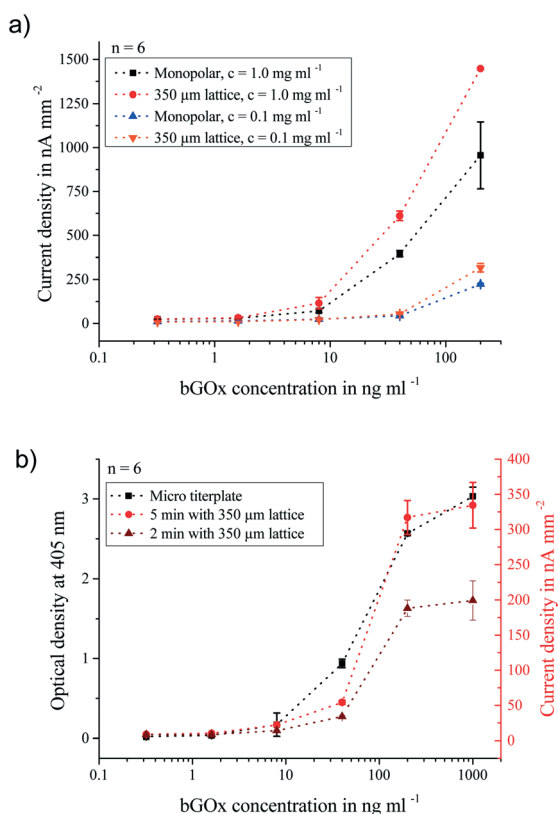 a)
n = 6
Monopolar, c = 1.0 mg ml -1
350 µm lattice, c = 1.0 mg ml -1
Monopolar, c = 0.1 mg ml -1
350 µm lattice, c = 0.1 mg ml -1
1500
1250
1000
750
500
250
0
Current density in nA mm-2
0.1
1
10
100
bGOx concentration in ng ml -1
b)
n = 6
Micro titerplate
5 min with 350 µm lattice
2 min with 350 µm lattice
3
2
1
0
Optical density at 405 nm
400
350
300
250
200
150
100
50
0
Current density in nA mm-2
0.1
1
10
100
1000
bGOx concentration in ng ml -1